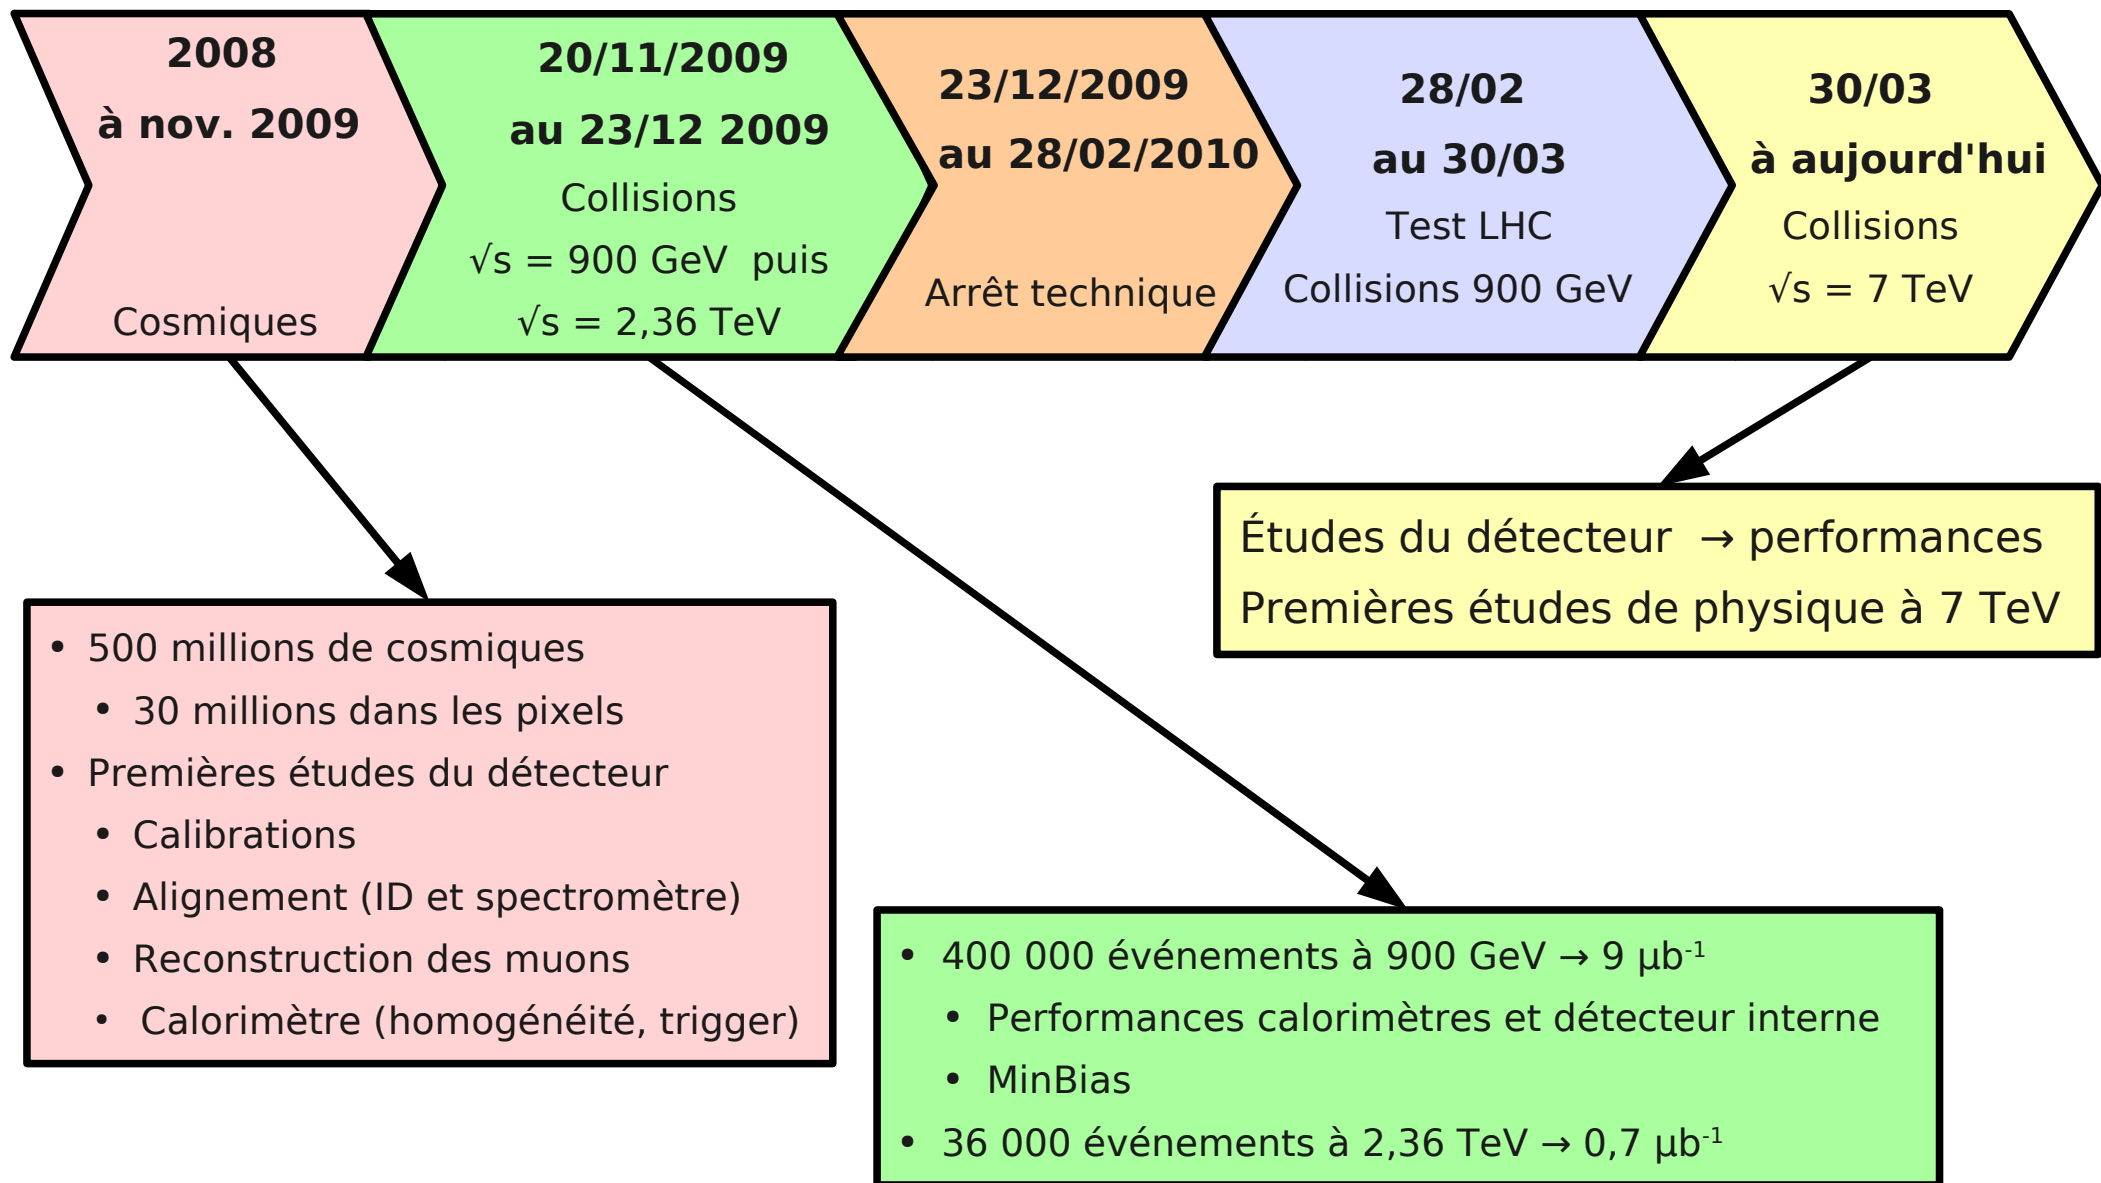 2008
à nov. 2009
Cosmiques
20/11/2009
au 23/12 2009
Collisions
√s = 900 GeV  puis
√s = 2,36 TeV
23/12/2009
au 28/02/2010
Arrêt technique
28/02
au 30/03
Test LHC
Collisions 900 GeV
30/03
à aujourd'hui
Collisions
√s = 7 TeV
Études du détecteur  → performances
Premières études de physique à 7 TeV
• 500 millions de cosmiques
• 30 millions dans les pixels
• Premières études du détecteur
• Calibrations
• Alignement (ID et spectromètre)
• Reconstruction des muons
• Calorimètre (homogénéité, trigger)
• 400 000 événements à 900 GeV → 9 μb⁻¹
• Performances calorimètres et détecteur interne
• MinBias
• 36 000 événements à 2,36 TeV → 0,7 μb⁻¹